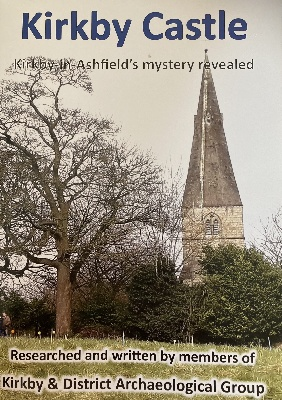 Kirkby Castle
Kirkby-in-Ashfield's mystery revealed
Researched and written by members of
Kirkby & District Archaeological Group